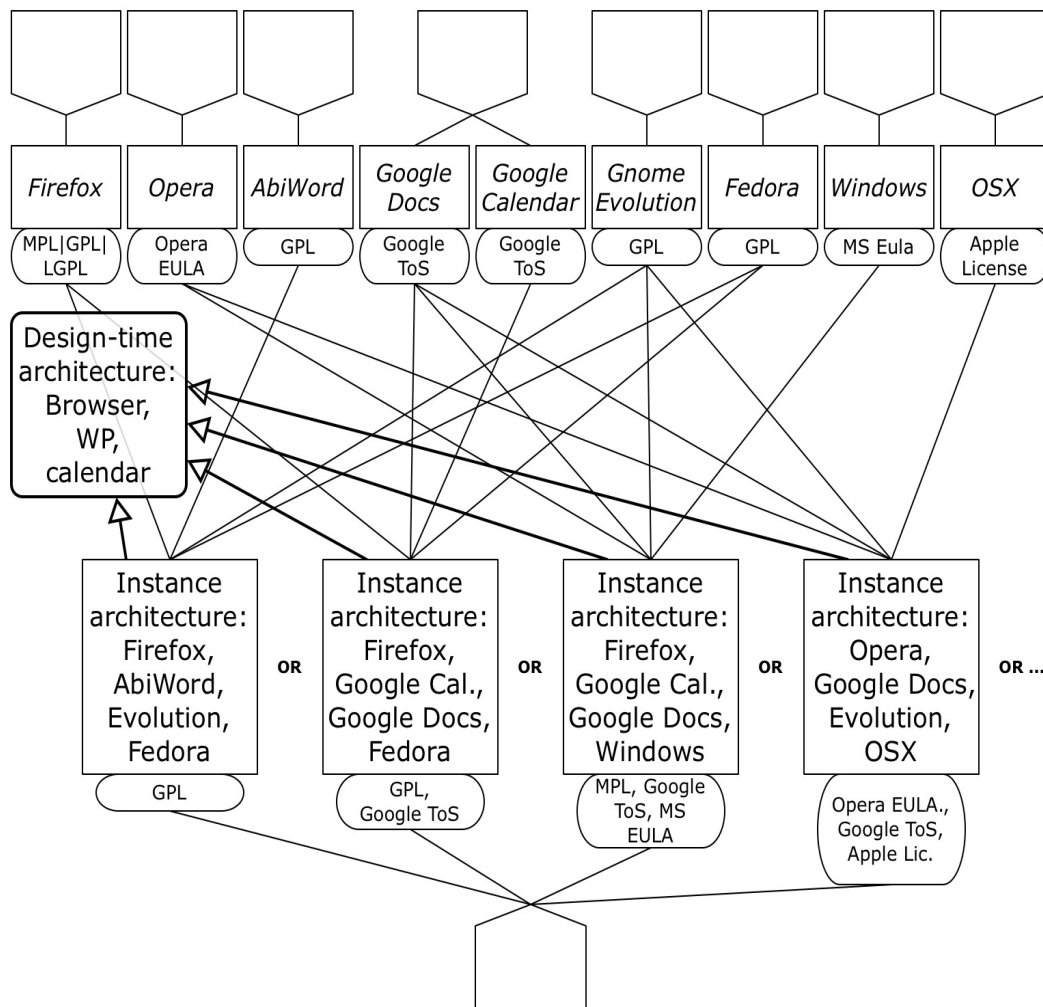 Firefox
Opera
AbiWord
Google
Docs
Google
Calendar
Gnome
Evolution
Fedora
Windows
OSX
MPL|GPL|
LGPL
Opera
EULA
GPL
Google
ToS
Google
ToS
GPL
GPL
MS Eula
Apple
License
Design-time
architecture:
Browser,
WP,
calendar
Instance
architecture:
Firefox,
AbiWord,
Evolution,
Fedora
OR
Instance
architecture:
Firefox,
Google Cal.,
Google Docs,
Fedora
OR
Instance
architecture:
Firefox,
Google Cal.,
Google Docs,
Windows
OR
Instance
architecture:
Opera,
Google Docs,
Evolution,
OSX
OR ...
GPL
GPL,
Google ToS
MPL, Google
ToS, MS
EULA
Opera EULA.,
Google ToS,
Apple Lic.